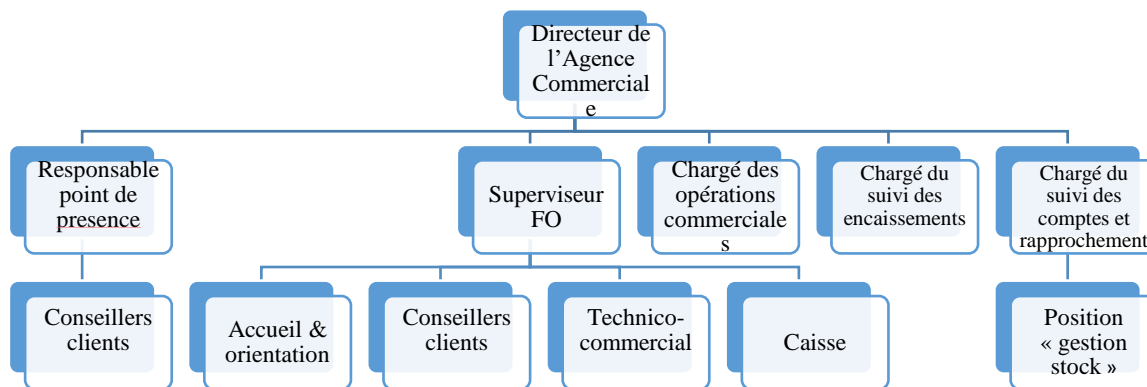 Directeur de
l’Agence
Commercial
e
Responsable
point de
presence
Superviseur
FO
Chargé des
opérations
commerciale
s
Chargé du
suivi des
encaissements
Chargé du
suivi des
comptes et
rapprochement
Conseillers
clients
Accueil &
orientation
Conseillers
clients
Technico-
commercial
Caisse
Position
« gestion
stock »